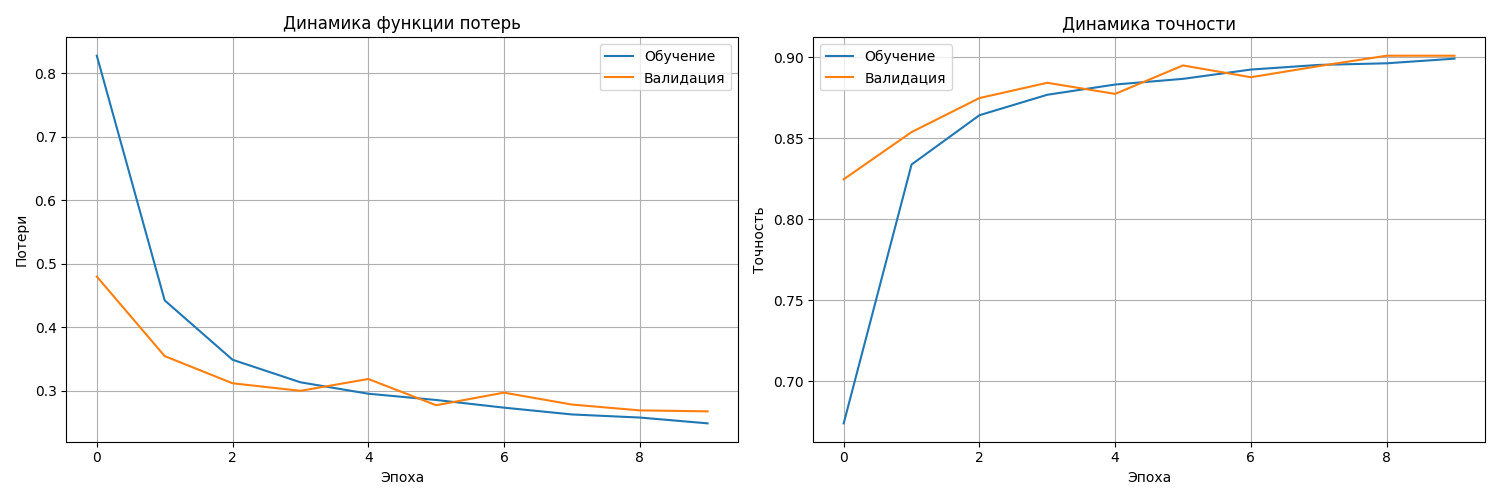 Динамика функции потерь
Обучение
Валидация
0.8
0.7
0.6
0.5
0.4
0.3
Потери
0 2 4 6 8
Эпоха
Динамика точности
Обучение
Валидация
0.90
0.85
0.80
0.75
0.70
Точность
0 2 4 6 8
Эпоха